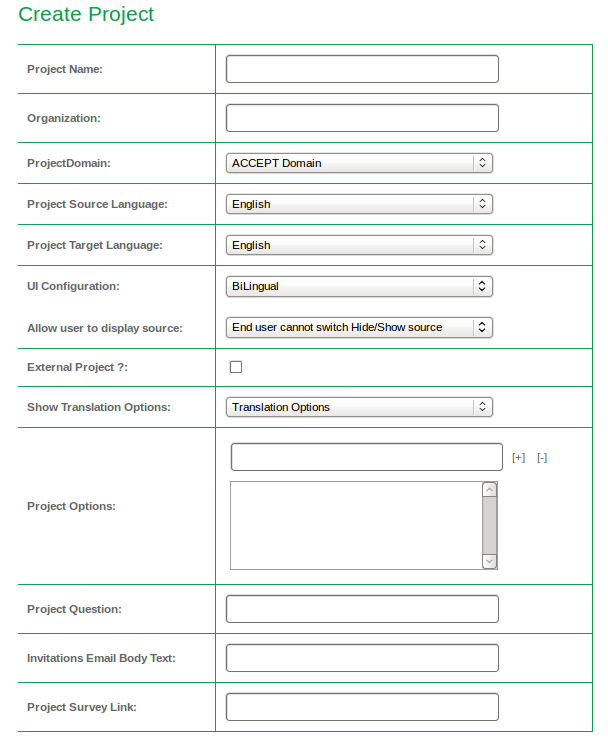 Create Project
Project Name:
Organization:
ProjectDomain: ACCEPT Domain
Project Source Language: English
Project Target Language: English
UI Configuration: BiLingual
Allow user to display source: End user cannot switch Hide/Show source
External Project ?:
Show Translation Options: Translation Options
[+] [-]
Project Options:
Project Question:
Invitations Email Body Text:
Project Survey Link: